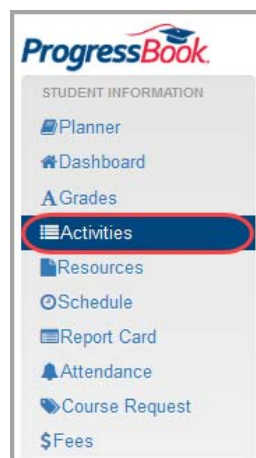 ProgressBook.
STUDENT INFORMATION
Planner
Dashboard
Grades
Activities
Resources
Schedule
Report Card
Attendance
Course Request
Fees